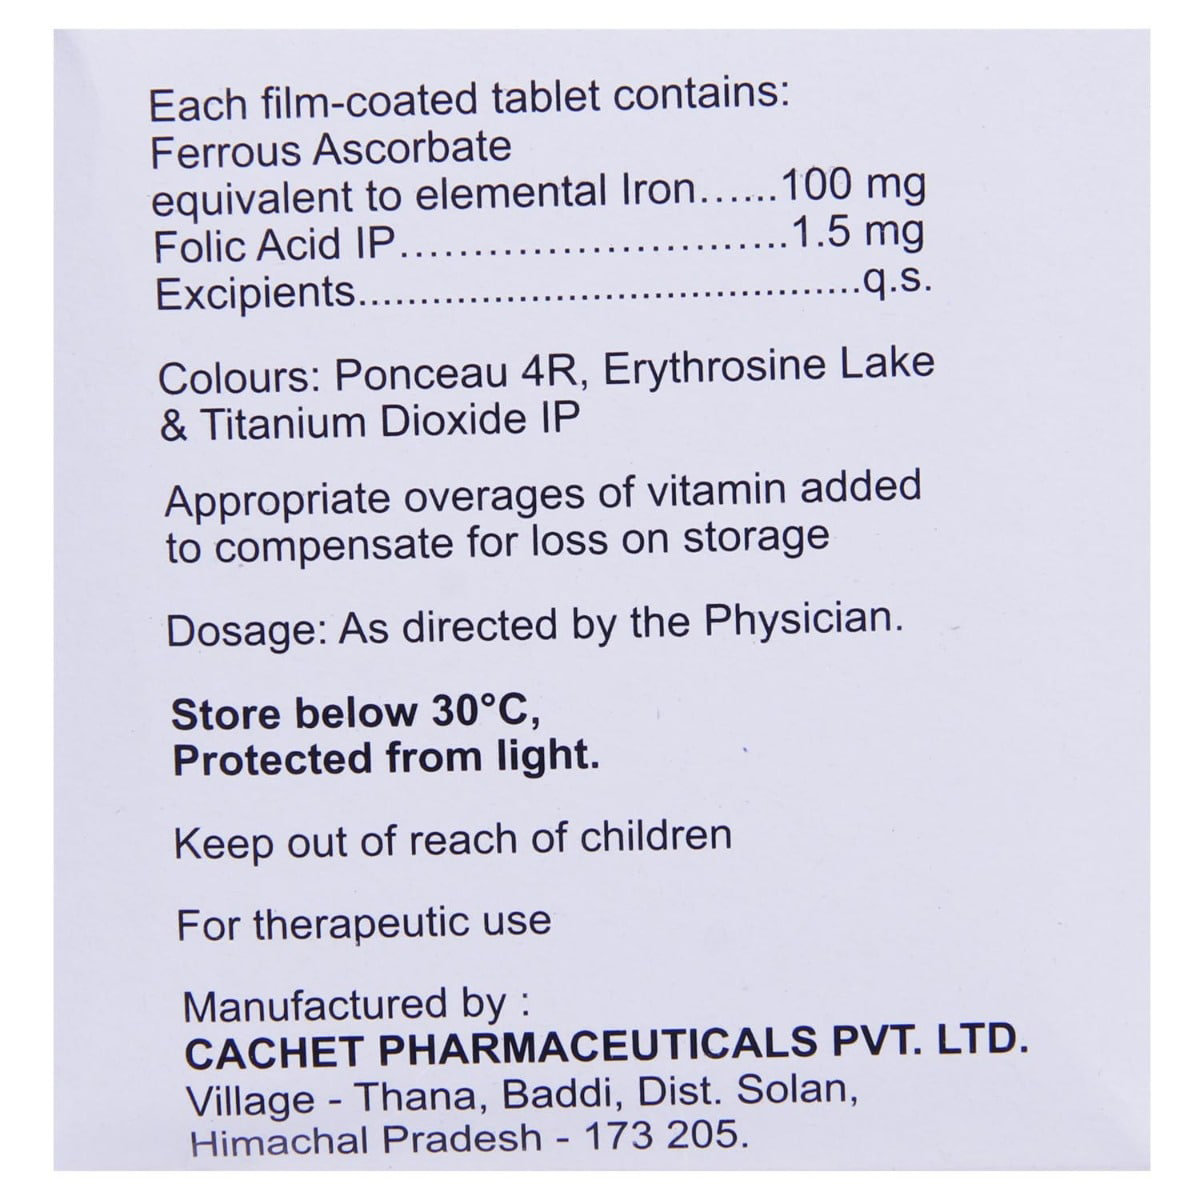 Each film-coated tablet contains:
Ferrous Ascorbate
equivalent to elemental Iron......100 mg
Folic Acid IP............................1.5 mg
Excipients.........................................q.s.
Colours: Ponceau 4R, Erythrosine Lake
& Titanium Dioxide IP
Appropriate overages of vitamin added
to compensate for loss on storage
Dosage: As directed by the Physician.
Store below 30°C,
Protected from light.
Keep out of reach of children
For therapeutic use
Manufactured by :
CACHET PHARMACEUTICALS PVT. LTD.
Village - Thana, Baddi, Dist. Solan,
Himachal Pradesh - 173 205.